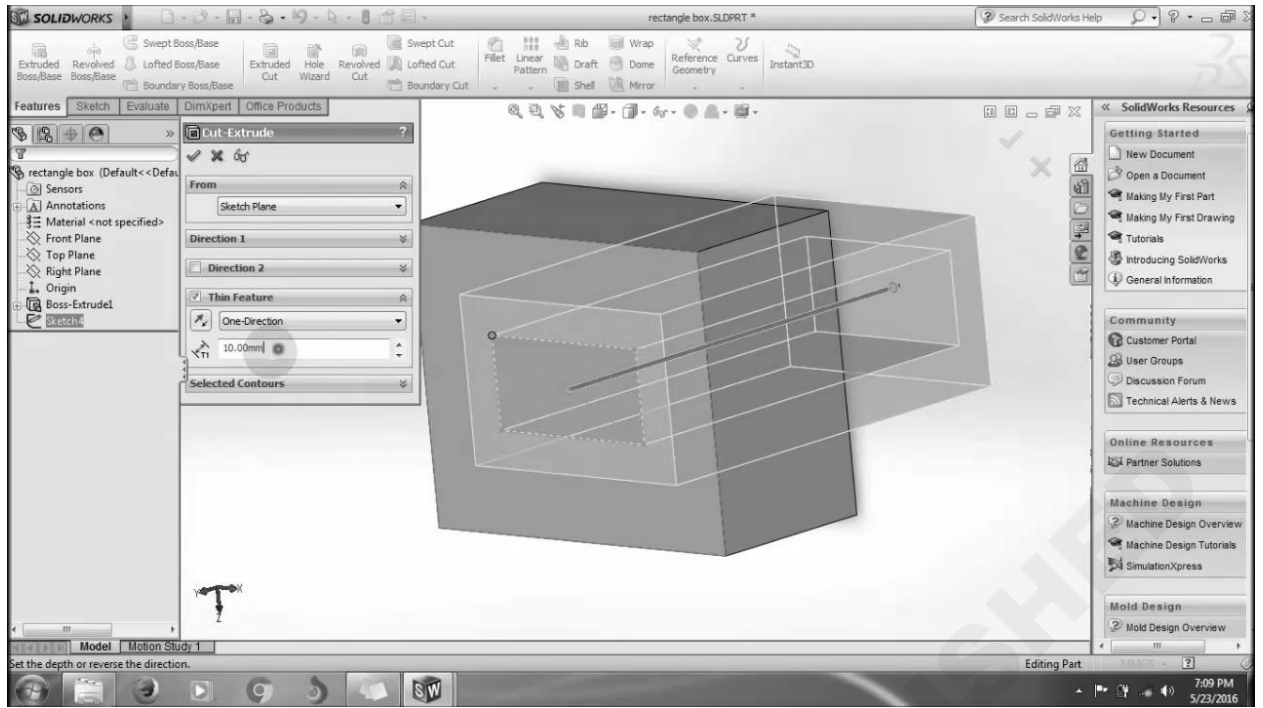 SOLIDWORKS
rectangle box.SLDPRT *
Search SolidWorks Help
Extruded Boss/Base
Revolved Boss/Base
Swept Boss/Base
Lofted Boss/Base
Boundary Boss/Base
Extruded Cut
Hole Wizard
Revolved Cut
Swept Cut
Lofted Cut
Boundary Cut
Fillet
Linear Pattern
Rib
Draft
Shell
Wrap
Dome
Mirror
Reference Geometry
Curves
Instant3D
Features
Sketch
Evaluate
DimXpert
Office Products
rectangle box (Default<<Defau
Sensors
Annotations
Material <not specified>
Front Plane
Top Plane
Right Plane
Origin
Boss-Extrude1
Sketch4
Cut-Extrude ?
From
Sketch Plane
Direction 1
Direction 2
Thin Feature
One-Direction
T1
10.00mm
Selected Contours
Y X
Z
SolidWorks Resources
Getting Started
New Document
Open a Document
Making My First Part
Making My First Drawing
Tutorials
Introducing SolidWorks
General Information
Community
Customer Portal
User Groups
Discussion Forum
Technical Alerts & News
Online Resources
Partner Solutions
Machine Design
Machine Design Overview
Machine Design Tutorials
SimulationXpress
Mold Design
Mold Design Overview
Model
Motion Study 1
Set the depth or reverse the direction.
Editing Part
MMGS
SW
7:09 PM
5/23/2016